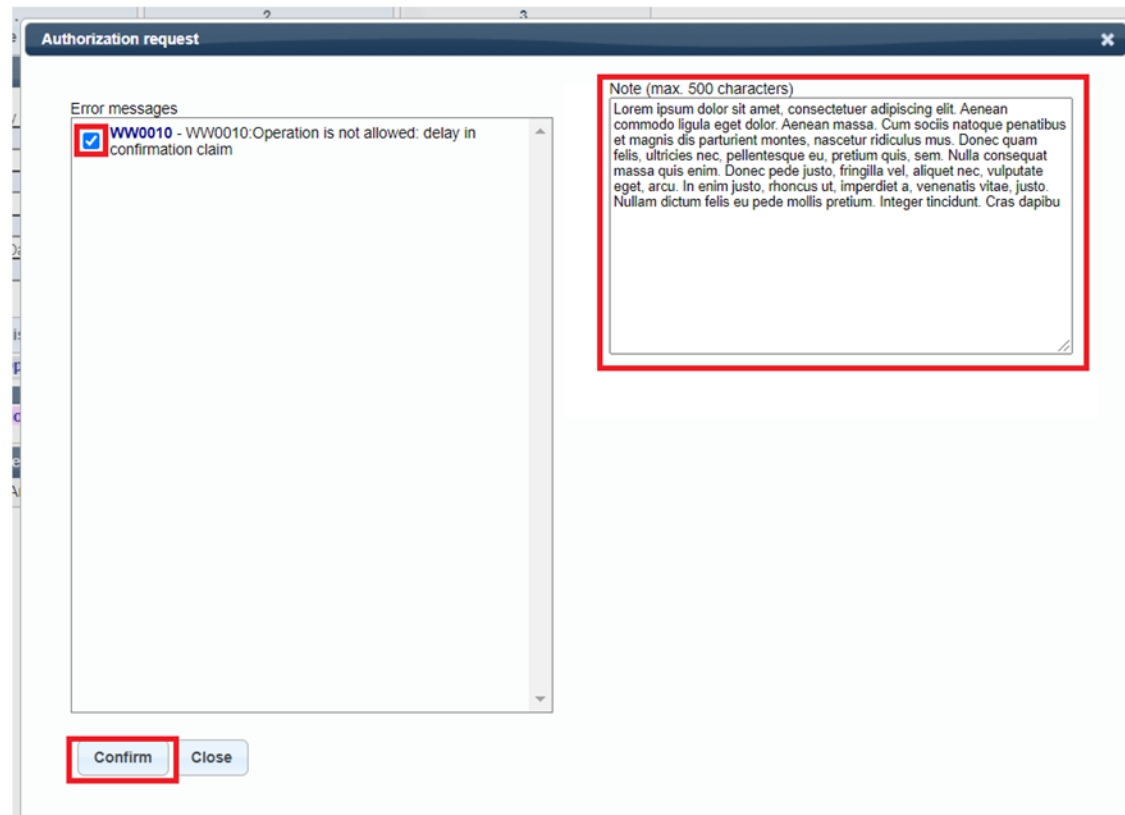 2
3
Authorization request
Error messages
WW0010 - WW0010:Operation is not allowed: delay in
confirmation claim
Note (max. 500 characters)
Lorem ipsum dolor sit amet, consectetuer adipiscing elit. Aenean
commodo ligula eget dolor. Aenean massa. Cum sociis natoque penatibus
et magnis dis parturient montes, nascetur ridiculus mus. Donec quam
felis, ultricies nec, pellentesque eu, pretium quis, sem. Nulla consequat
massa quis enim. Donec pede justo, fringilla vel, aliquet nec, vulputate
eget, arcu. In enim justo, rhoncus ut, imperdiet a, venenatis vitae, justo.
Nullam dictum felis eu pede mollis pretium. Integer tincidunt. Cras dapibu
Confirm
Close